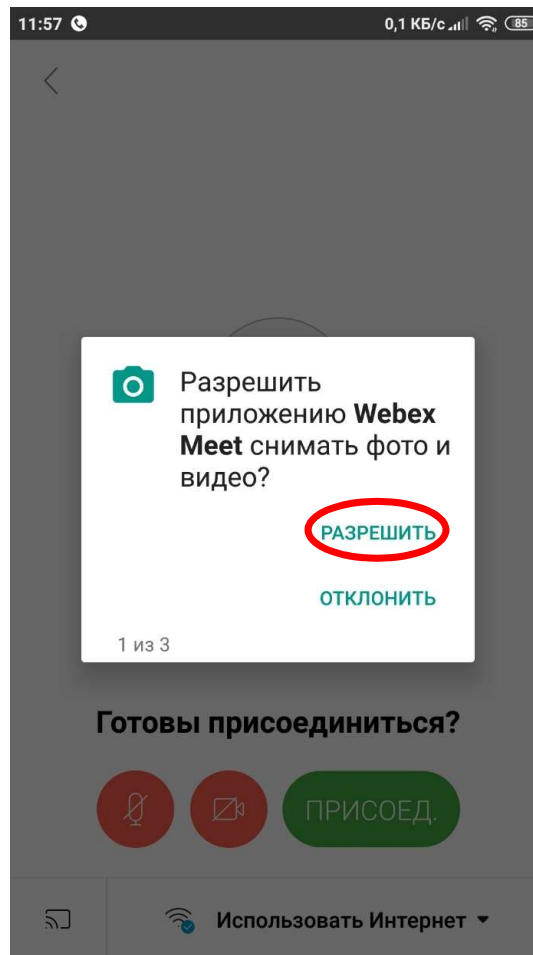 11:57 0,1 КБ/с 85
Разрешить
приложению Webex
Meet снимать фото и
видео?
РАЗРЕШИТЬ
ОТКЛОНИТЬ
1 из 3
Готовы присоединиться?
ПРИСОЕД.
Использовать Интернет